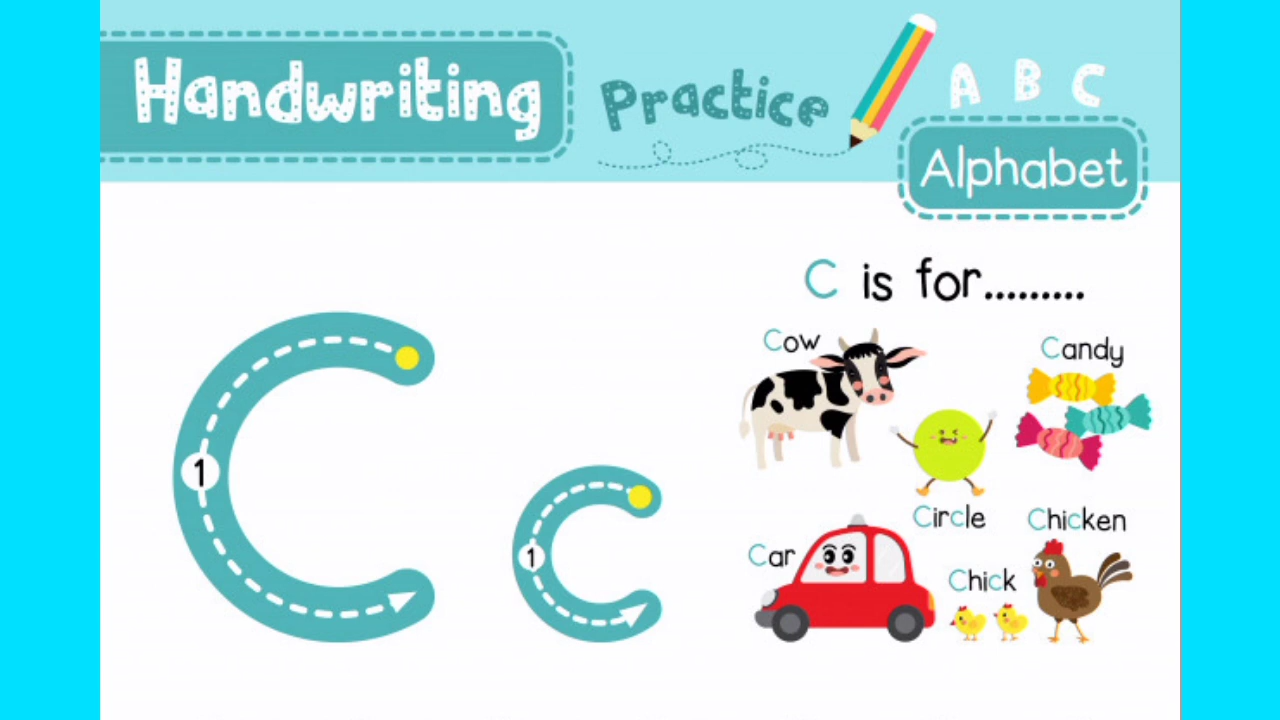 Handwriting Practice
A B C
Alphabet
C is for.........
Cow
Candy
Circle
Chicken
Car
Chick
1
1